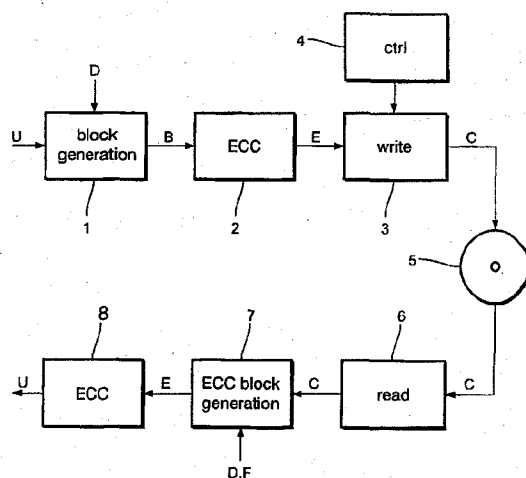 4
ctrl
D
U
block
generation
B
ECC
E
write
C
1
2
3
5
C
8
7
6
U
ECC
E
ECC block
generation
C
read
D,F